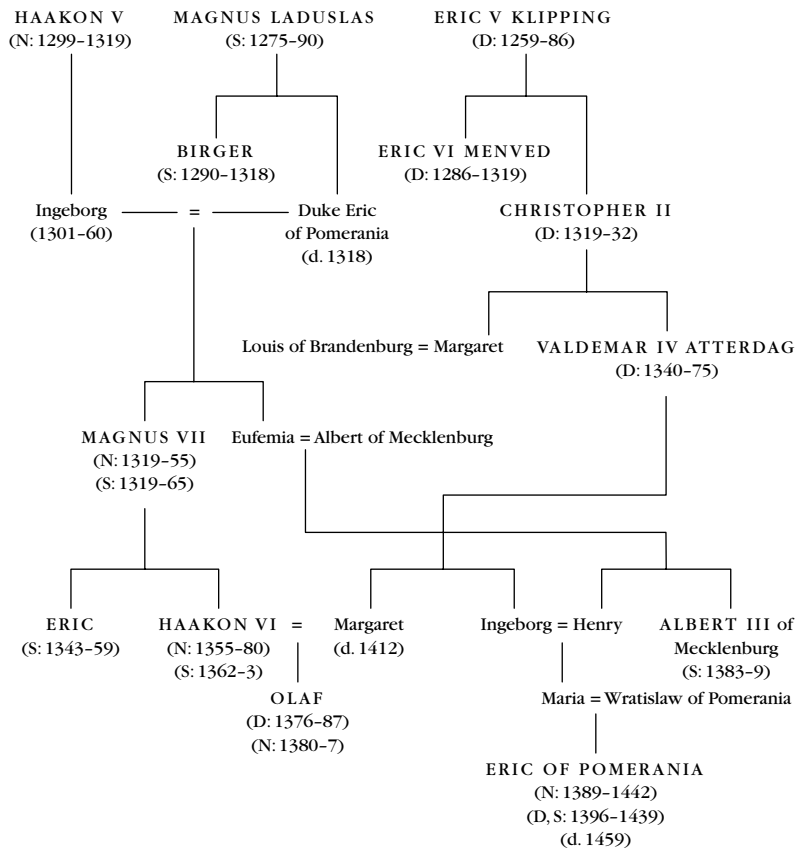 HAAKON V
(N: 1299–1319)
MAGNUS LADUSLAS
(S: 1275–90)
ERIC V KLIPPING
(D: 1259–86)
BIRGER
(S: 1290–1318)
ERIC VI MENVED
(D: 1286–1319)
Ingeborg
(1301–60)
=
Duke Eric
of Pomerania
(d. 1318)
CHRISTOPHER II
(D: 1319–32)
Louis of Brandenburg = Margaret
VALDEMAR IV ATTERDAG
(D: 1340–75)
MAGNUS VII
(N: 1319–55)
(S: 1319–65)
Eufemia = Albert of Mecklenburg
ERIC
(S: 1343–59)
HAAKON VI =
(N: 1355–80)
(S: 1362–3)
Margaret
(d. 1412)
Ingeborg = Henry
ALBERT III of
Mecklenburg
(S: 1383–9)
OLAF
(D: 1376–87)
(N: 1380–7)
Maria = Wratislaw of Pomerania
ERIC OF POMERANIA
(N: 1389–1442)
(D, S: 1396–1439)
(d. 1459)